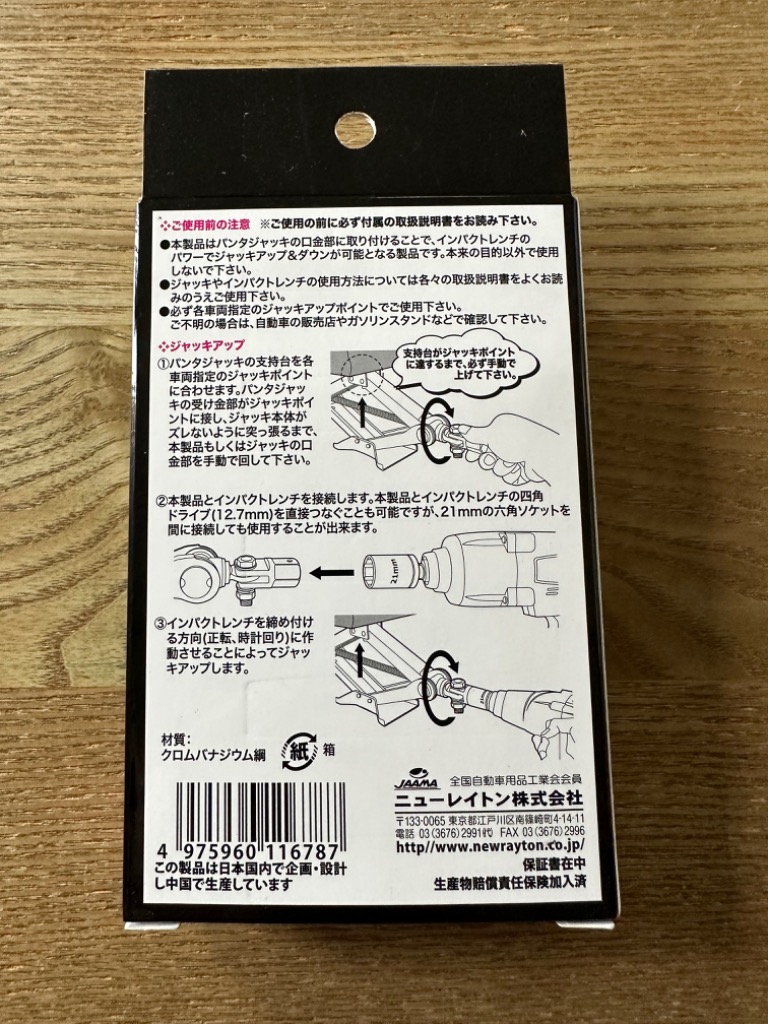 ❖ご使用前の注意 ※ご使用の前に必ず付属の取扱説明書をお読み下さい。
●本製品はパンタジャッキの口金部に取り付けることで、インパクトレンチの
パワーでジャッキアップ&ダウンが可能となる製品です。本来の目的以外で使用
しないで下さい。
●ジャッキやインパクトレンチの使用方法については各々の取扱説明書をよくお読
みのうえご使用下さい。
●必ず各車両指定のジャッキアップポイントでご使用下さい。
ご不明の場合は、自動車の販売店やガソリンスタンドなどで確認して下さい。
❖ジャッキアップ
①パンタジャッキの支持台を各
車両指定のジャッキポイント
に合わせます。パンタジャッ
キの受け金部がジャッキポイ
ントに接し、ジャッキ本体が
ズレないように突っ張るまで、
本製品もしくはジャッキの口
金部を手動で回して下さい。
支持台がジャッキポイント
に達するまで、必ず手動で
上げて下さい。
②本製品とインパクトレンチを接続します。本製品とインパクトレンチの四角
ドライブ(12.7mm)を直接つなぐことも可能ですが、21mmの六角ソケットを
間に接続しても使用することが出来ます。
21mm
③インパクトレンチを締め付け
る方向(正転、時計回り)に作
動させることによってジャッ
キアップします。
材質:
クロムバナジウム綱
紙 箱
4 975960 116787
この製品は日本国内で企画・設計
し中国で生産しています
JAAMA 全国自動車用品工業会会員
ニューレイトン株式会社
〒133-0065 東京都江戸川区南篠崎町4-14-11
電話 03(3676)2991㈹ FAX 03(3676)2996
http//www.newrayton.co.jp/
保証書在中
生産物賠償責任保険加入済